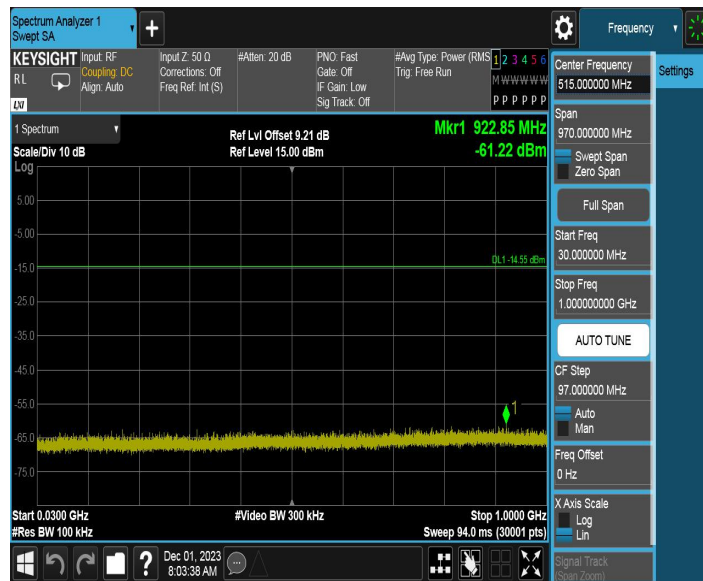 Spectrum Analyzer 1
Swept SA
+
Frequency
KEYSIGHT
RL
LXI
Input: RF
Coupling: DC
Align: Auto
Input Z: 50 Ω
Corrections: Off
Freq Ref: Int (S)
#Atten: 20 dB
PNO: Fast
Gate: Off
IF Gain: Low
Sig Track: Off
#Avg Type: Power (RMS
Trig: Free Run
1 2 3 4 5 6
M W W W W W
P P P P P P
Center Frequency
515.000000 MHz
Settings
Span
970.000000 MHz
Swept Span
Zero Span
Full Span
Start Freq
30.000000 MHz
Stop Freq
1.000000000 GHz
AUTO TUNE
CF Step
97.000000 MHz
Auto
Man
Freq Offset
0 Hz
X Axis Scale
Log
Lin
Signal Track
(Span Zoom)
1 Spectrum
Scale/Div 10 dB
Log
Ref Lvl Offset 9.21 dB
Ref Level 15.00 dBm
Mkr1 922.85 MHz
-61.22 dBm
5.00
-5.00
-15.0
-25.0
-35.0
-45.0
-55.0
-65.0
-75.0
DL1 -14.55 dBm
1
Start 0.0300 GHz
#Res BW 100 kHz
#Video BW 300 kHz
Stop 1.0000 GHz
Sweep 94.0 ms (30001 pts)
?
Dec 01, 2023
8:03:38 AM